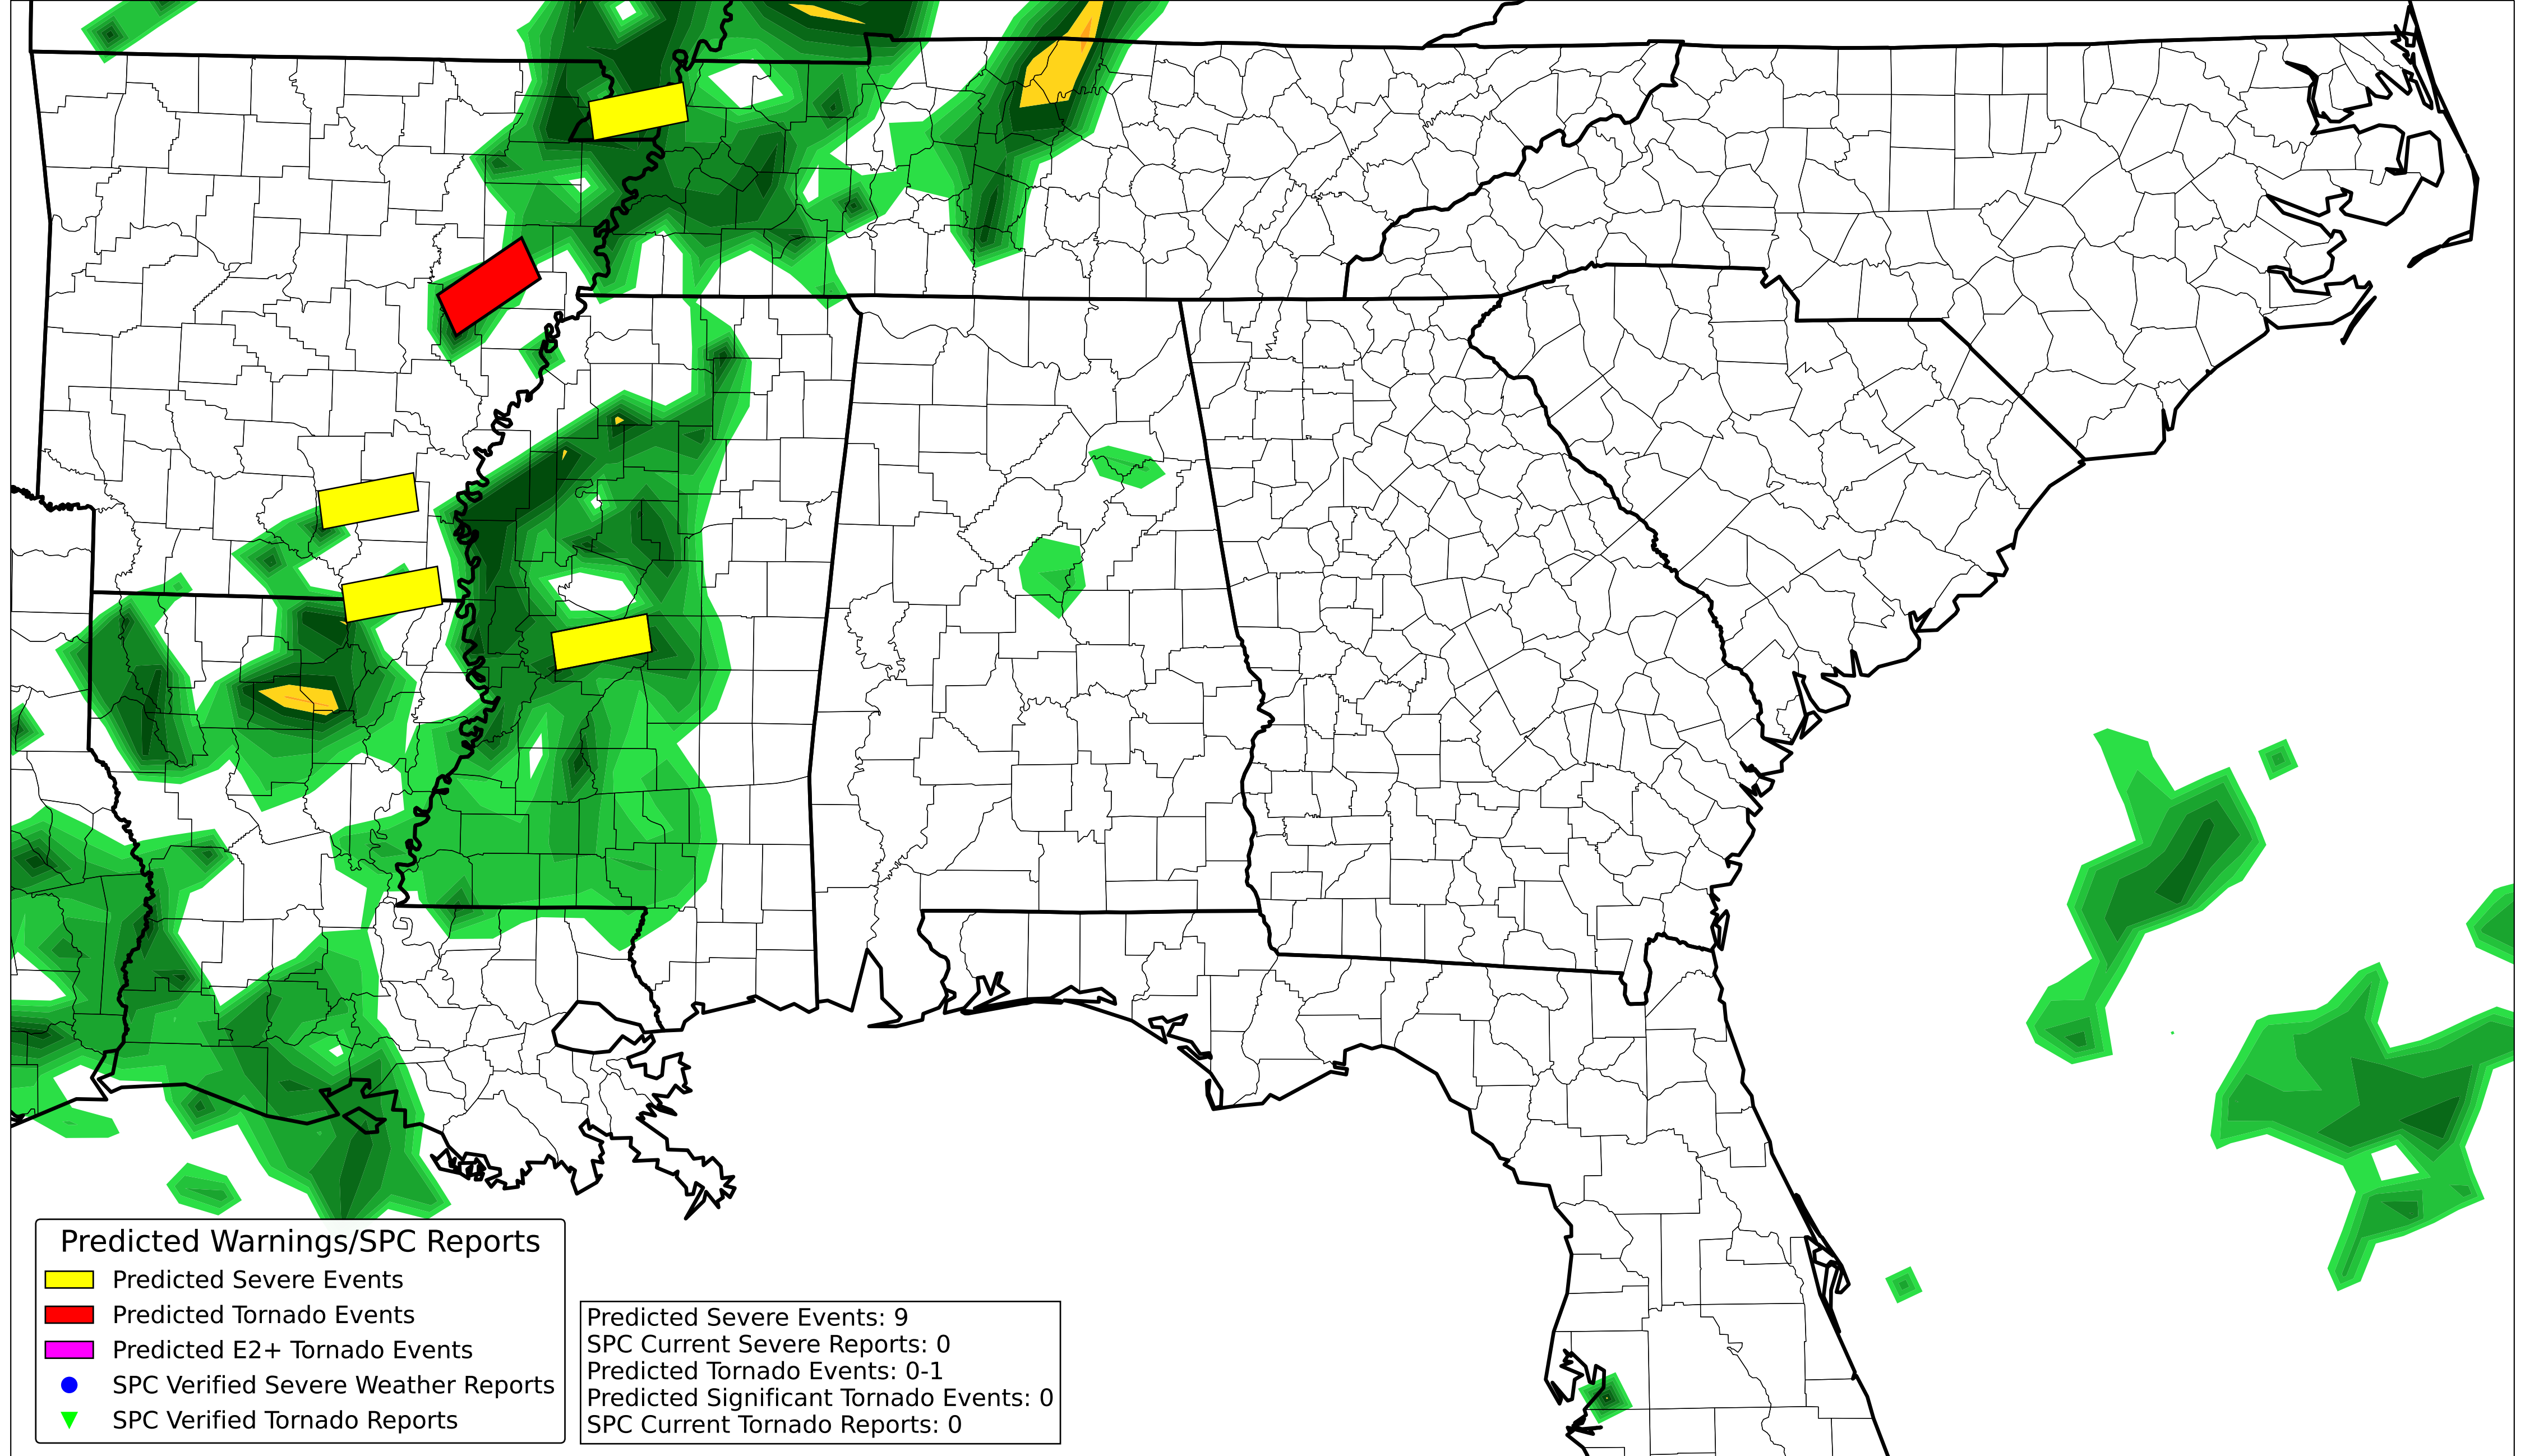 Predicted Warnings/SPC Reports
Predicted Severe Events
Predicted Tornado Events
Predicted E2+ Tornado Events
SPC Verified Severe Weather Reports
SPC Verified Tornado Reports
Predicted Severe Events: 9
SPC Current Severe Reports: 0
Predicted Tornado Events: 0-1
Predicted Significant Tornado Events: 0
SPC Current Tornado Reports: 0